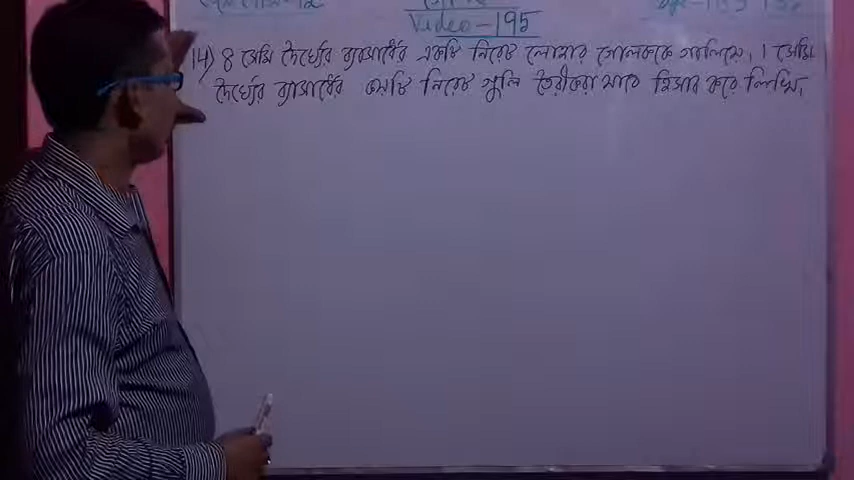 Video-195
14) 8 সেমি দৈর্ঘ্যের ব্যাসার্ধের একটি নিরেট লোহার গোলককে গলিয়ে, 1 সেমি
দৈর্ঘ্যের ব্যাসার্ধের কয়টি নিরেট গুলি তৈরী করা যাবে হিসাব করে লিখি,